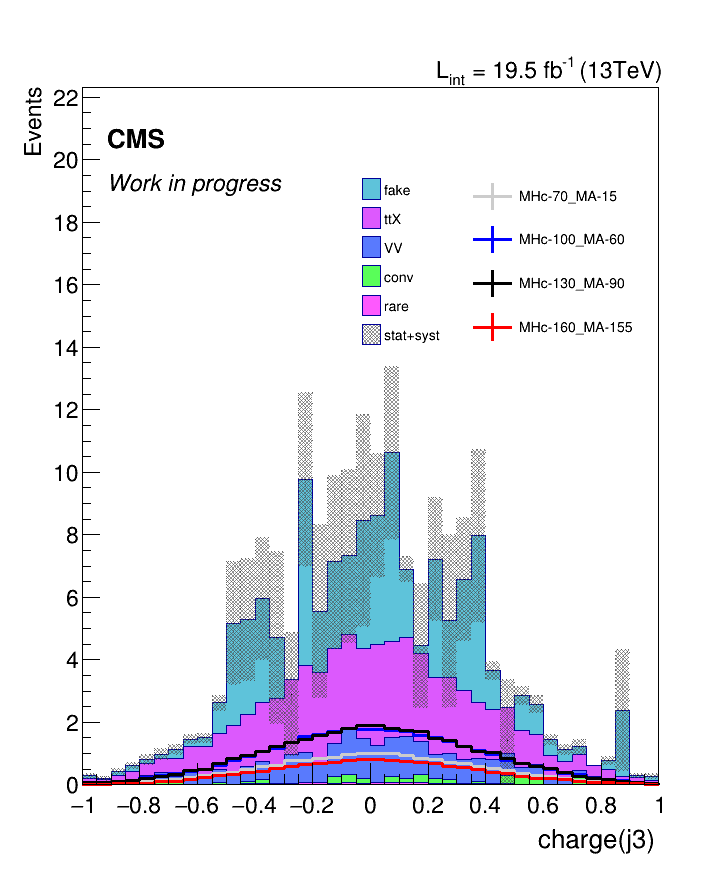 L_int = 19.5 fb^-1 (13TeV)
Events
CMS
Work in progress
fake
ttX
VV
conv
rare
stat+syst
MHc-70_MA-15
MHc-100_MA-60
MHc-130_MA-90
MHc-160_MA-155
22
20
18
16
14
12
10
8
6
4
2
0
−1 −0.8 −0.6 −0.4 −0.2 0 0.2 0.4 0.6 0.8 1
charge(j3)